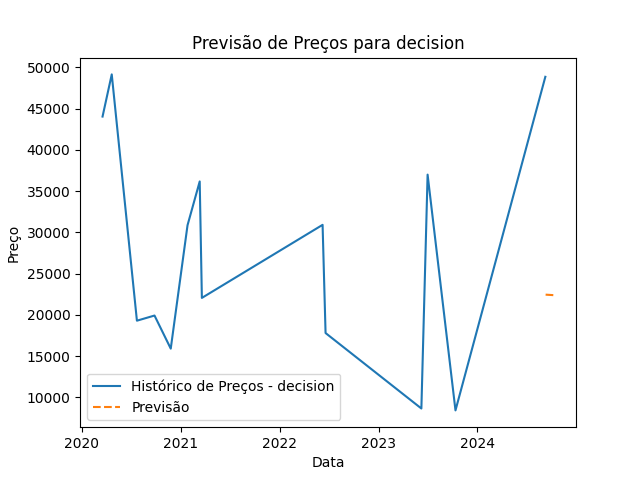 Previsão de Preços para decision
50000
45000
40000
35000
30000
25000
20000
15000
10000
Preço
Histórico de Preços - decision
Previsão
2020
2021
2022
2023
2024
Data